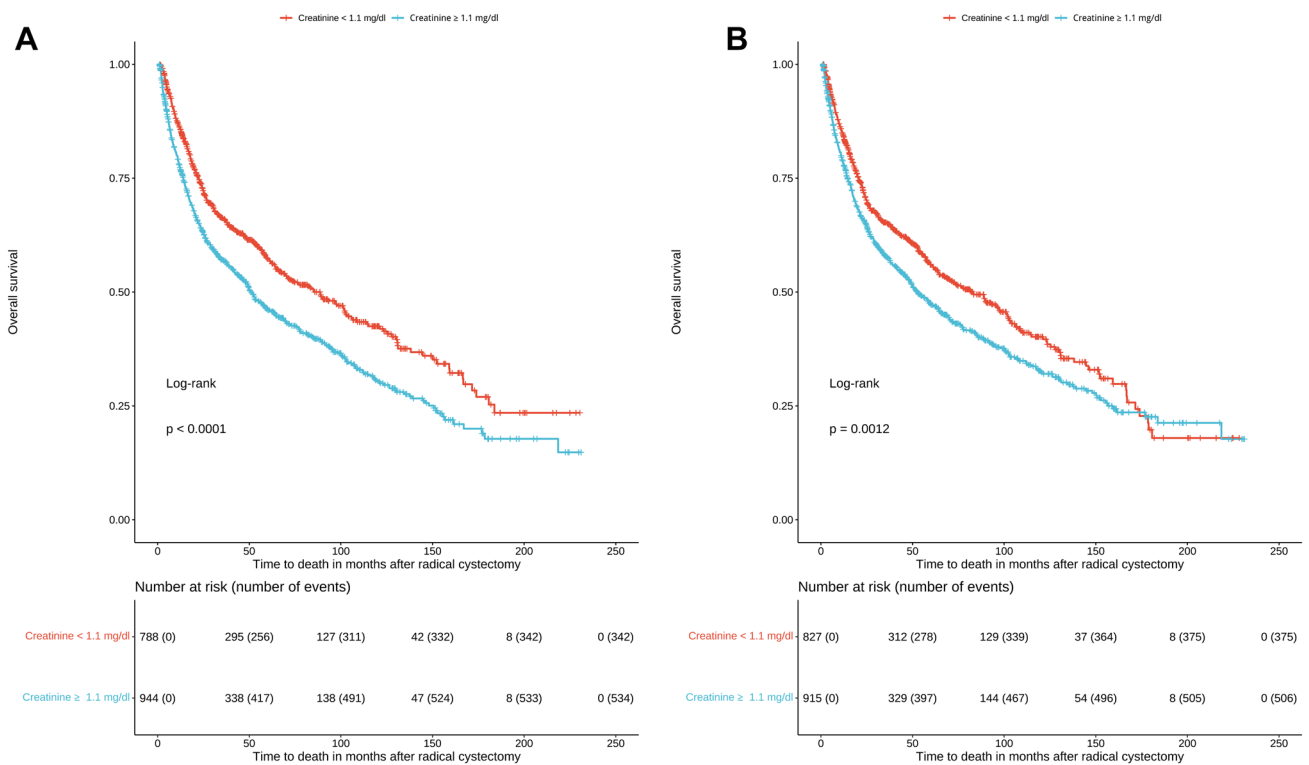 A
Creatinine < 1.1 mg/dl Creatinine ≥ 1.1 mg/dl
Overall survival
1.00
0.75
0.50
0.25
0.00
Log-rank
p < 0.0001
0 50 100 150 200 250
Time to death in months after radical cystectomy
Number at risk (number of events)
Creatinine < 1.1 mg/dl 788 (0) 295 (256) 127 (311) 42 (332) 8 (342) 0 (342)
Creatinine ≥ 1.1 mg/dl 944 (0) 338 (417) 138 (491) 47 (524) 8 (533) 0 (534)
0 50 100 150 200 250
Time to death in months after radical cystectomy
B
Creatinine < 1.1 mg/dl Creatinine ≥ 1.1 mg/dl
Overall survival
1.00
0.75
0.50
0.25
0.00
Log-rank
p = 0.0012
0 50 100 150 200 250
Time to death in months after radical cystectomy
Number at risk (number of events)
Creatinine < 1.1 mg/dl 827 (0) 312 (278) 129 (339) 37 (364) 8 (375) 0 (375)
Creatinine ≥ 1.1 mg/dl 915 (0) 329 (397) 144 (467) 54 (496) 8 (505) 0 (506)
0 50 100 150 200 250
Time to death in months after radical cystectomy